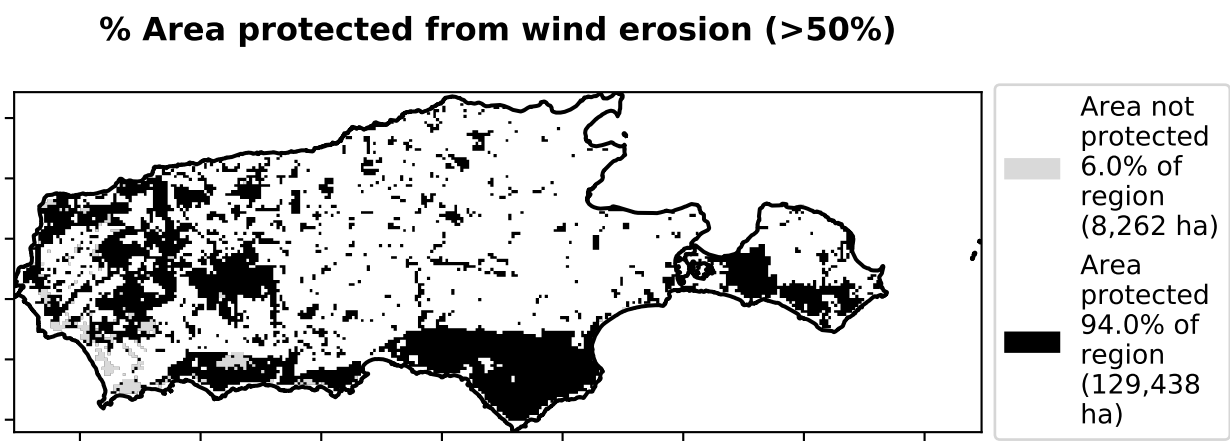 % Area protected from wind erosion (>50%)
Area not
protected
6.0% of
region
(8,262 ha)
Area
protected
94.0% of
region
(129,438
ha)